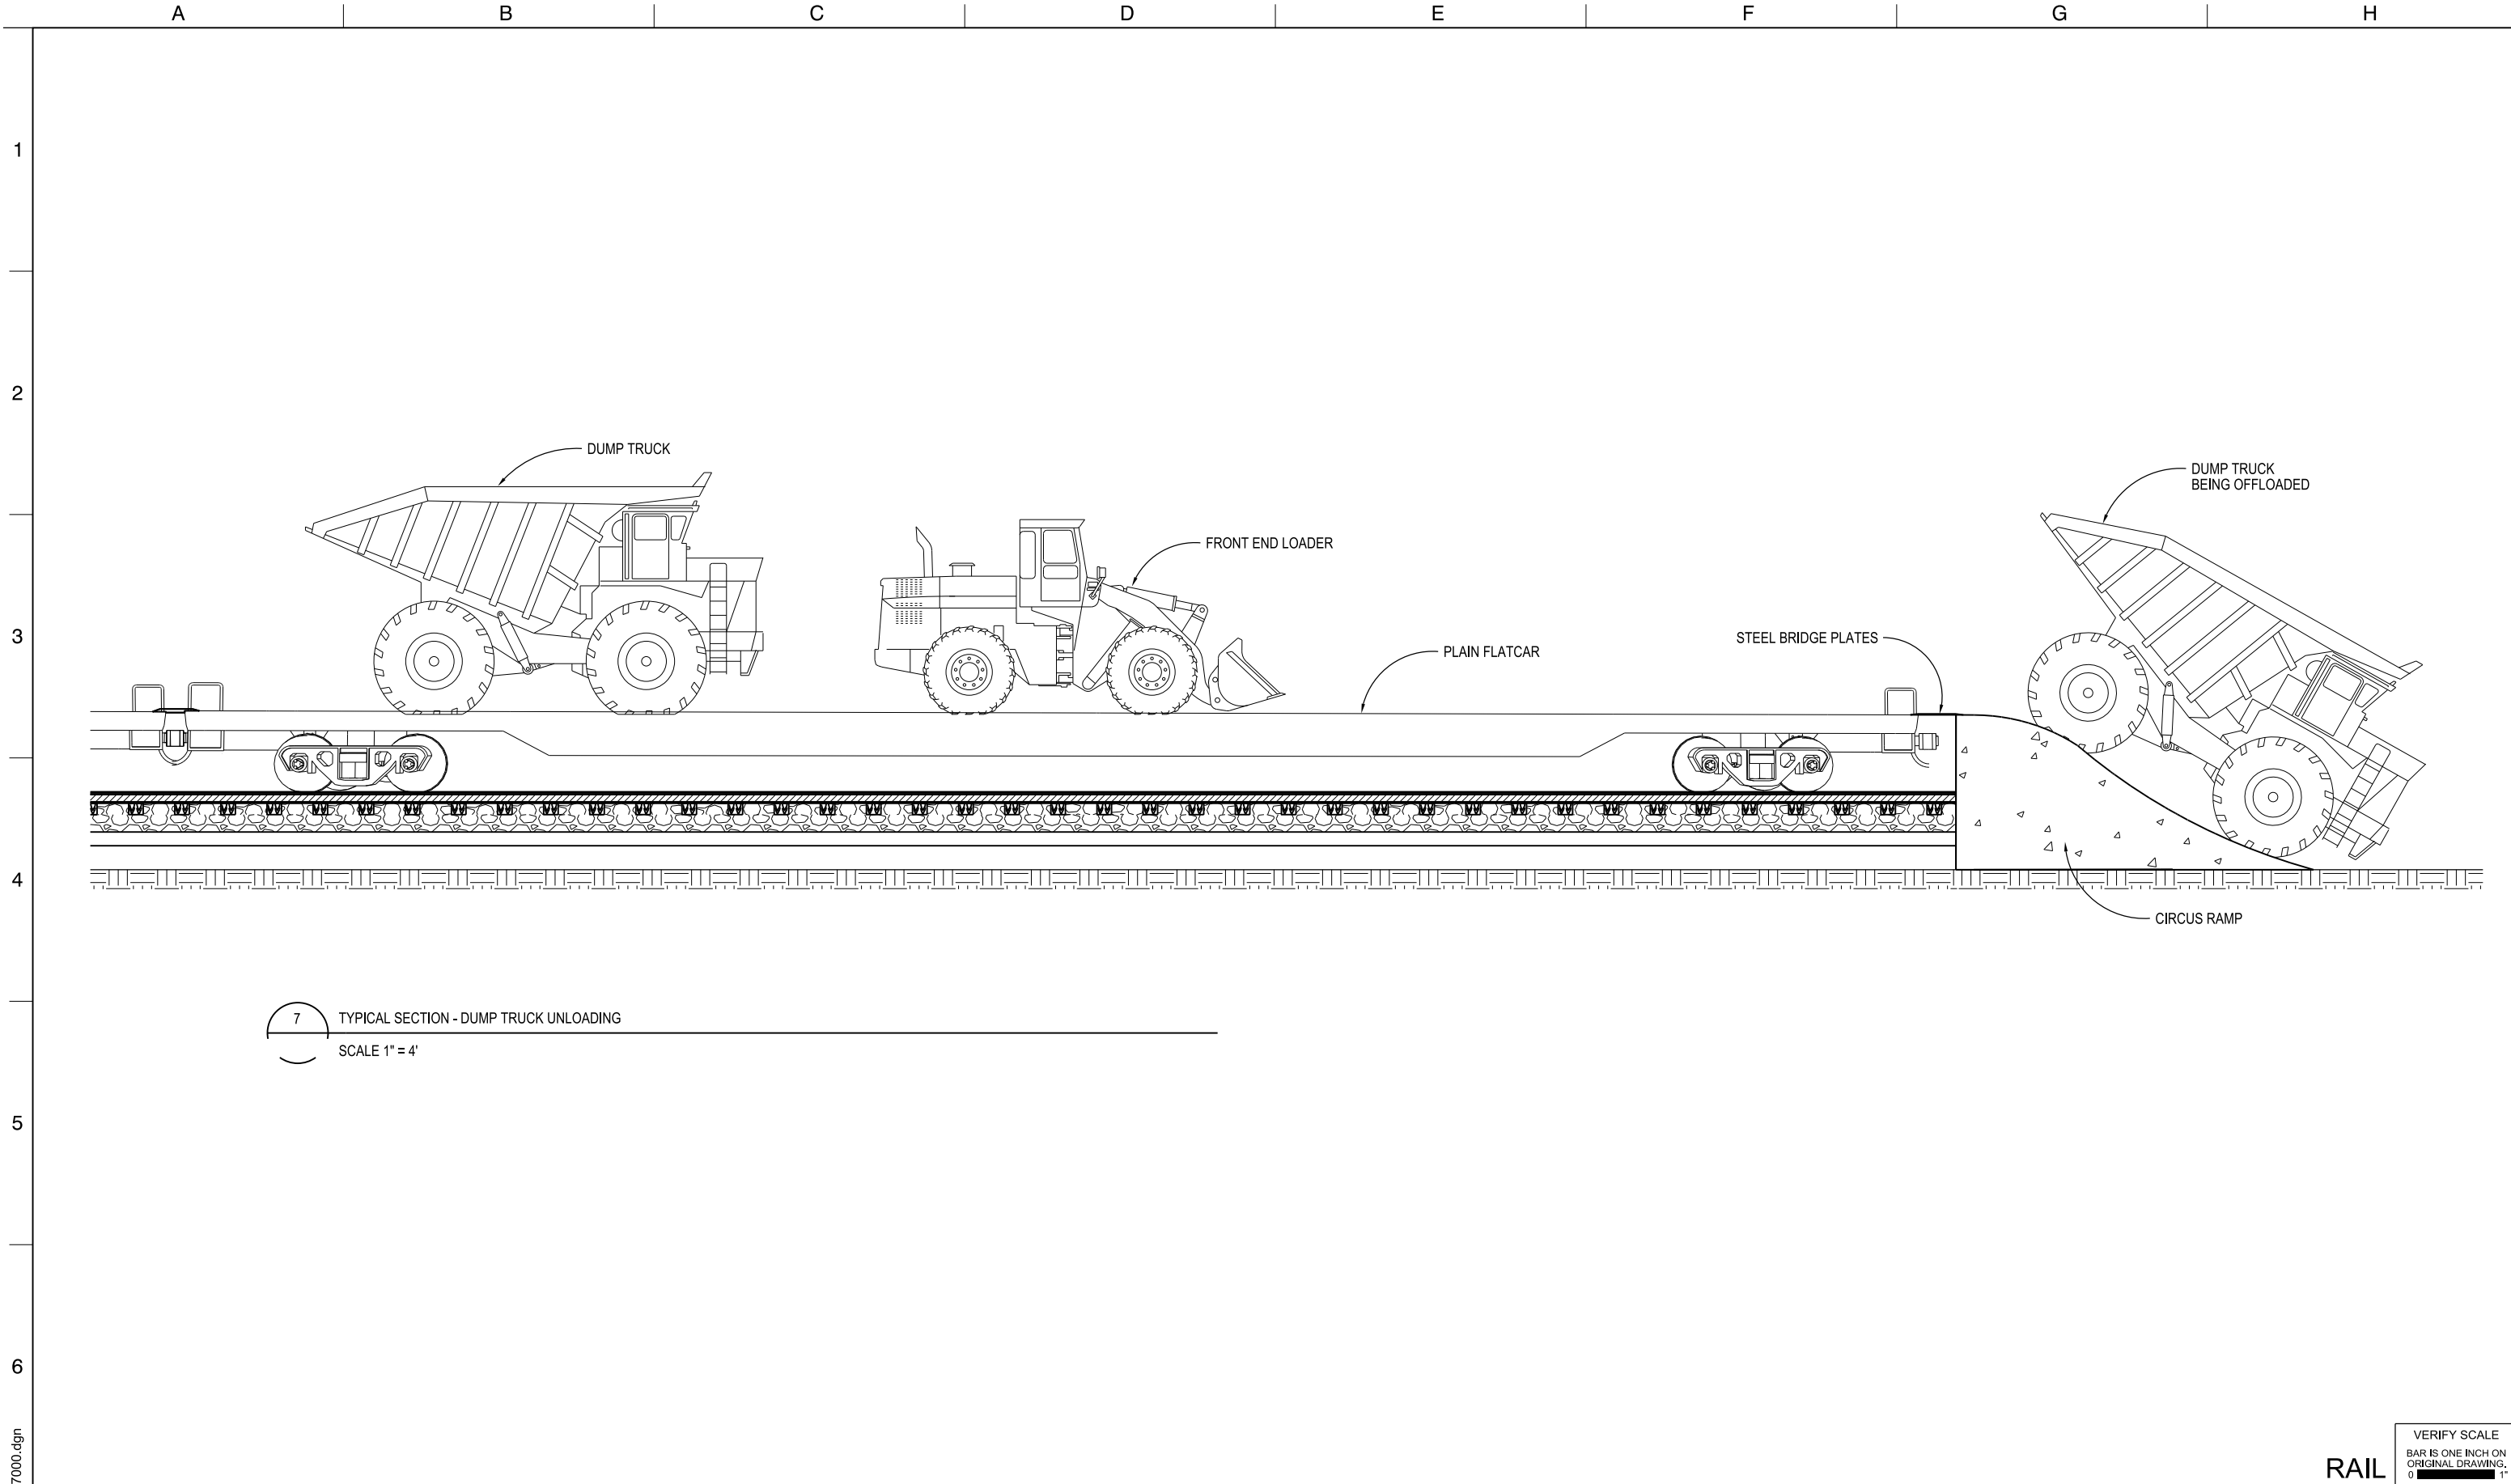 A B C D E F G H
1
2
DUMP TRUCK
DUMP TRUCK
BEING OFFLOADED
FRONT END LOADER
3
STEEL BRIDGE PLATES
PLAIN FLATCAR
4
CIRCUS RAMP
7 TYPICAL SECTION - DUMP TRUCK UNLOADING
SCALE 1" = 4'
5
6
7000.dgn
RAIL
VERIFY SCALE
BAR IS ONE INCH ON
ORIGINAL DRAWING.
0 1"